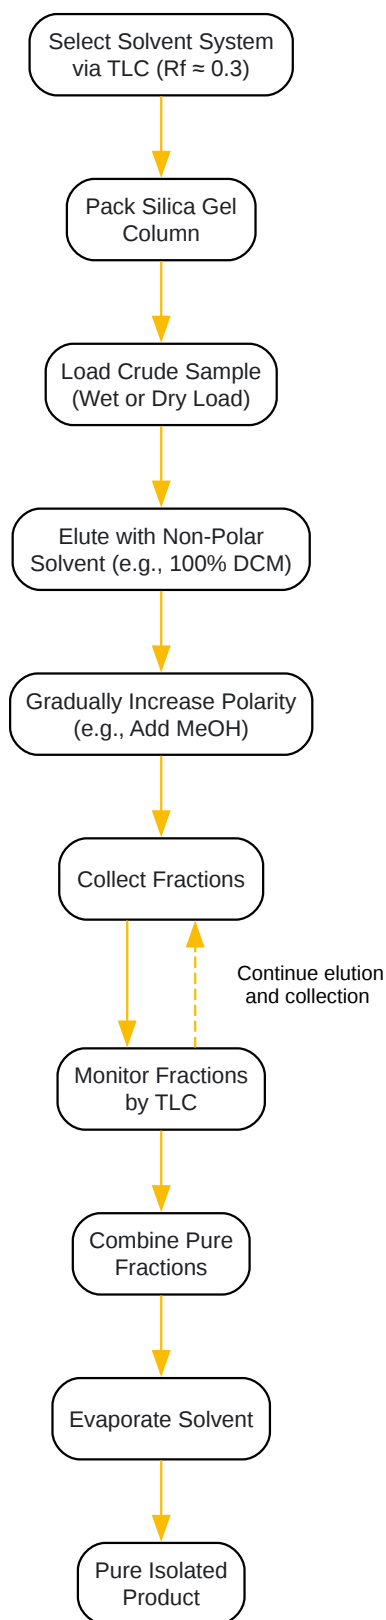 Select Solvent System
via TLC (Rf ≈ 0.3)
Pack Silica Gel
Column
Load Crude Sample
(Wet or Dry Load)
Elute with Non-Polar
Solvent (e.g., 100% DCM)
Gradually Increase Polarity
(e.g., Add MeOH)
Collect Fractions
Continue elution
and collection
Monitor Fractions
by TLC
Combine Pure
Fractions
Evaporate Solvent
Pure Isolated
Product